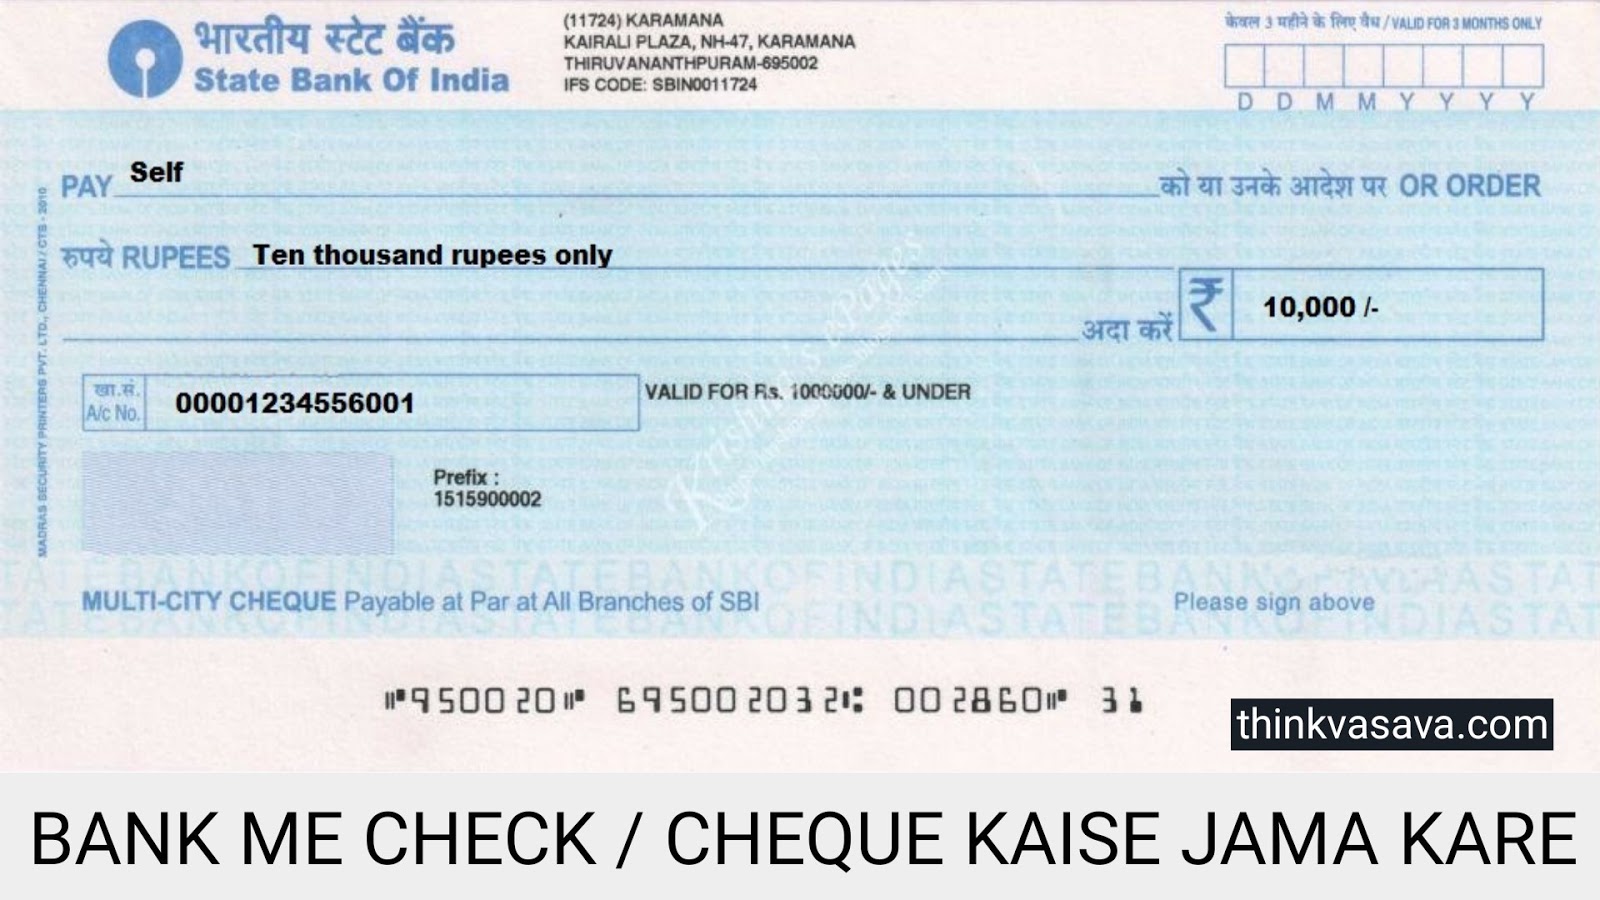 भारतीय स्टेट बैंक
State Bank Of India
(11724) KARAMANA
KAIRALI PLAZA, NH-47, KARAMANA
THIRUVANANTHPURAM-695002
IFS CODE: SBIN0011724
केवल 3 महीने के लिए वैध / VALID FOR 3 MONTHS ONLY
D D M M Y Y Y Y
PAY Self को या उनके आदेश पर OR ORDER
रुपये RUPEES Ten thousand rupees only
अदा करें ₹ 10,000 /-
खा.सं.
A/c No. 00001234556001
VALID FOR Rs. 1000000/- & UNDER
Prefix :
1515900002
MADRAS SECURITY PRINTERS PVT. LTD., CHENNAI / CTS - 2010
MULTI-CITY CHEQUE Payable at Par at All Branches of SBI
Please sign above
⑈950020⑈ 695002032⑆ 002860⑈ 31
thinkvasava.com
BANK ME CHECK / CHEQUE KAISE JAMA KARE